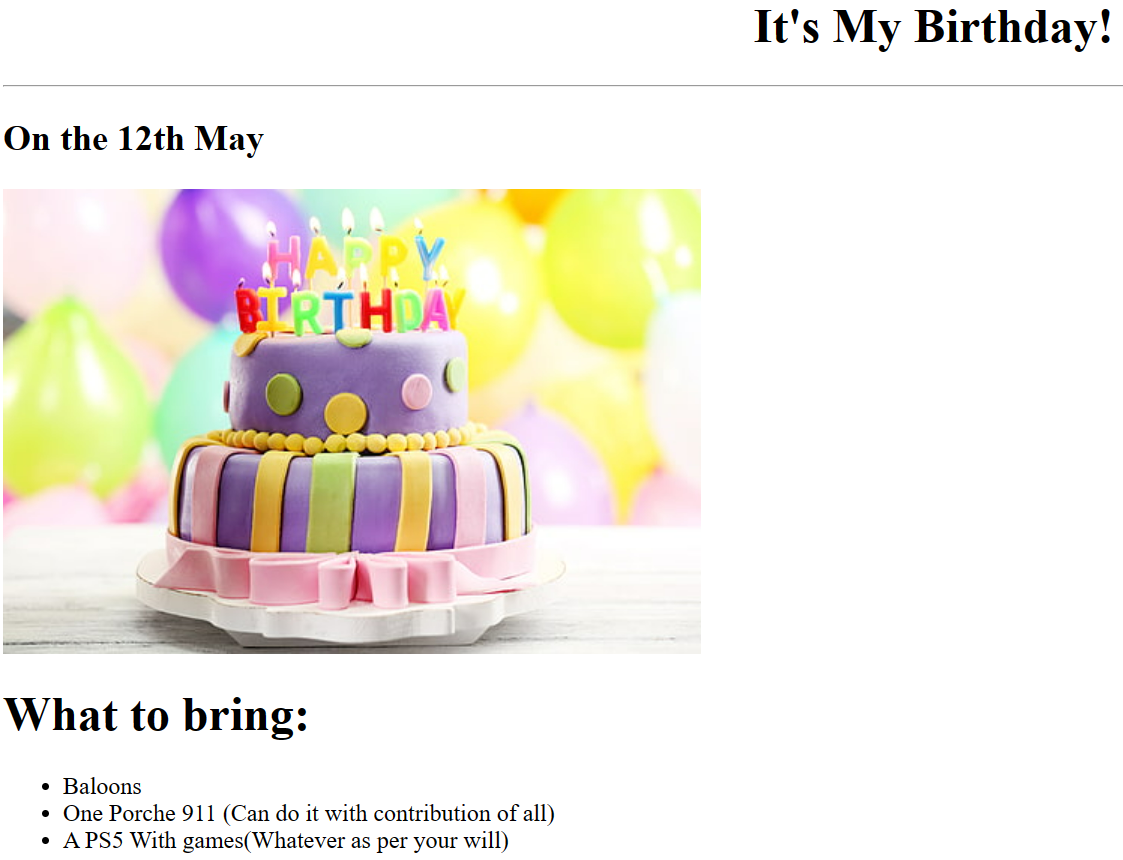 It's My Birthday!
On the 12th May
HAPPY
BIRTHDAY
What to bring:
Baloons
One Porche 911 (Can do it with contribution of all)
A PS5 With games(Whatever as per your will)